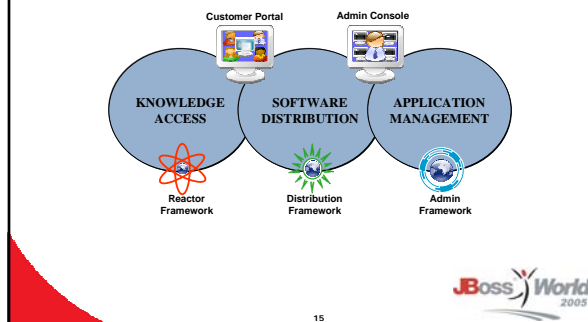 Customer Portal
Admin Console
KNOWLEDGE
ACCESS
SOFTWARE
DISTRIBUTION
APPLICATION
MANAGEMENT
Reactor
Framework
Distribution
Framework
Admin
Framework
JBoss World
2005
15